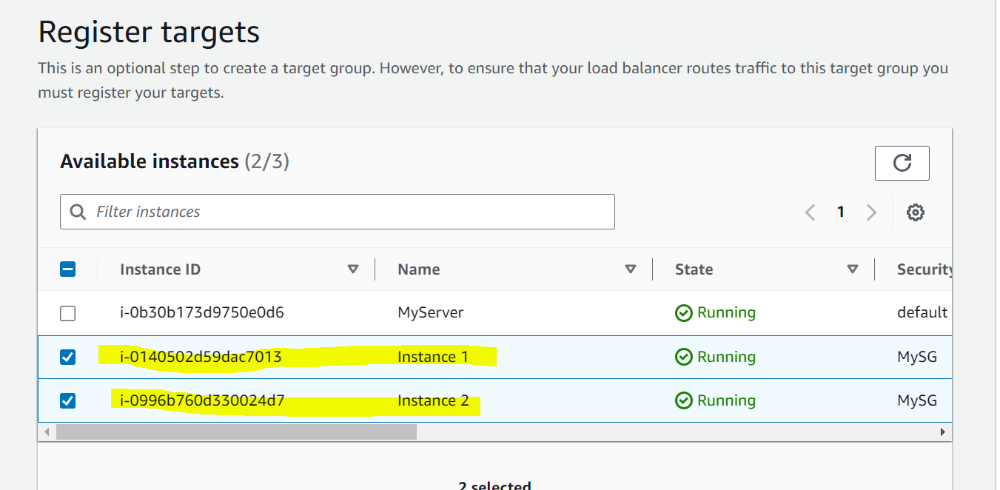 Register targets
This is an optional step to create a target group. However, to ensure that your load balancer routes traffic to this target group you
must register your targets.
Available instances (2/3)
Filter instances
1
Instance ID Name State Security
i-0b30b173d9750e0d6 MyServer Running default
i-0140502d59dac7013 Instance 1 Running MySG
i-0996b760d330024d7 Instance 2 Running MySG
2 selected